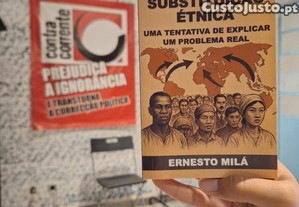 CustoJusto.pt
contra
corrente
PREJUDICA
A IGNORÂNCIA
E TRANSTORNA
A CORRECÇÃO POLÍTICA
ÉTNICA
UMA TENTATIVA DE EXPLICAR
UM PROBLEMA REAL
ERNESTO MILÁ